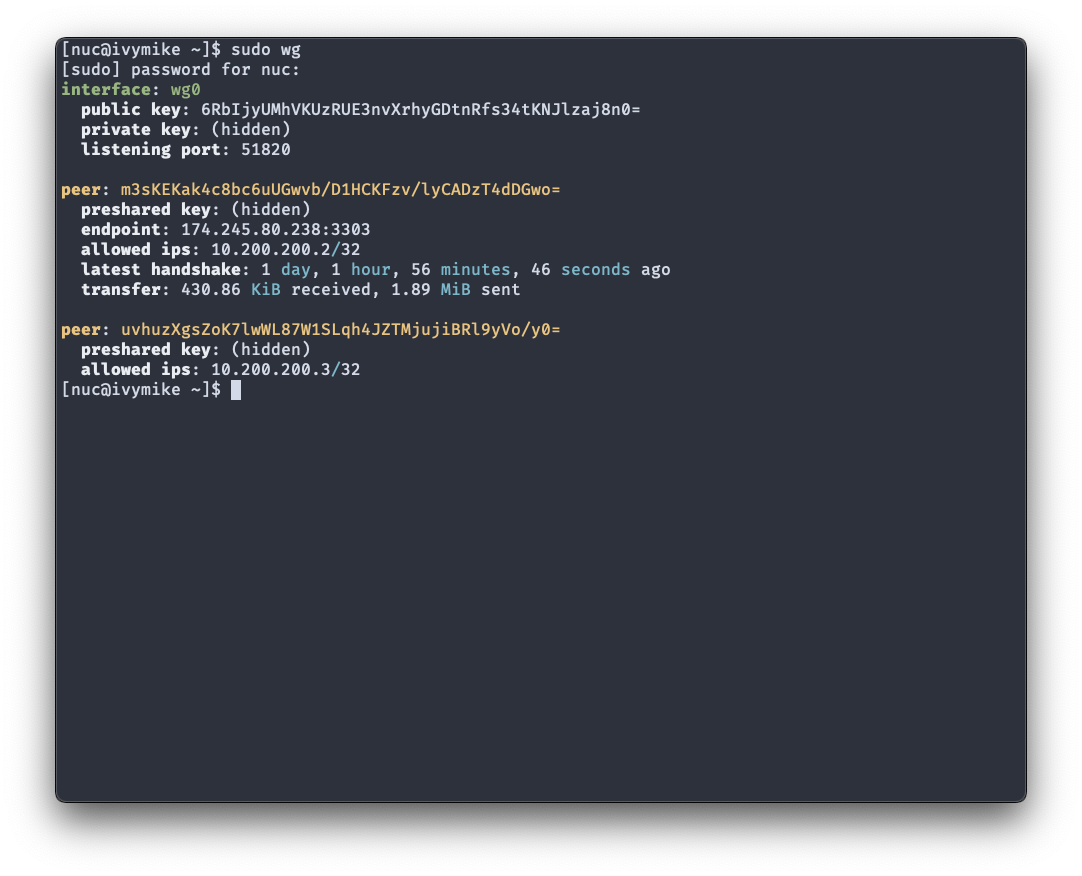 [nuc@ivymike ~]$ sudo wg
[sudo] password for nuc:
interface: wg0
  public key: 6RbIjyUMhVKUzRUE3nvXrhyGDtnRfs34tKNJlzaj8n0=
  private key: (hidden)
  listening port: 51820

peer: m3sKEKak4c8bc6uUGwvb/D1HCKFzv/lyCADzT4dDGwo=
  preshared key: (hidden)
  endpoint: 174.245.80.238:3303
  allowed ips: 10.200.200.2/32
  latest handshake: 1 day, 1 hour, 56 minutes, 46 seconds ago
  transfer: 430.86 KiB received, 1.89 MiB sent

peer: uvhuzXgsZoK7lwWL87W1SLqh4JZTMjujiBRl9yVo/y0=
  preshared key: (hidden)
  allowed ips: 10.200.200.3/32
[nuc@ivymike ~]$